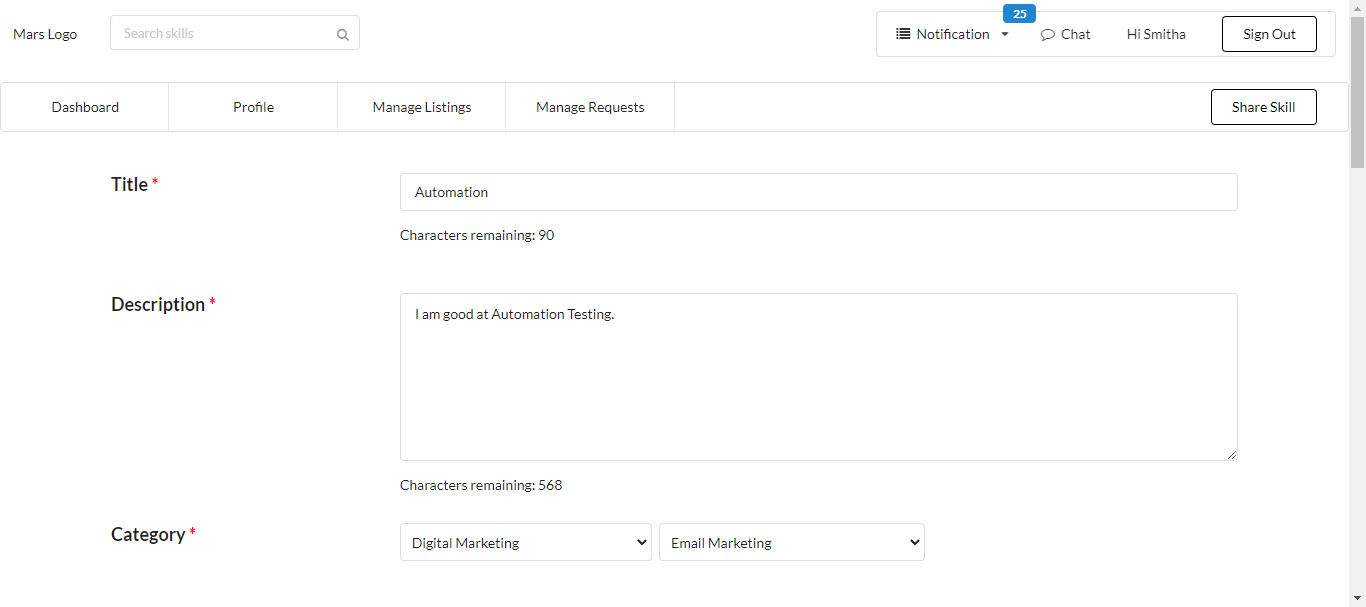 25
Mars Logo Search skills Notification Chat Hi Smitha Sign Out
Dashboard Profile Manage Listings Manage Requests Share Skill
Title * Automation
Characters remaining: 90
Description * I am good at Automation Testing.
Characters remaining: 568
Category * Digital Marketing Email Marketing